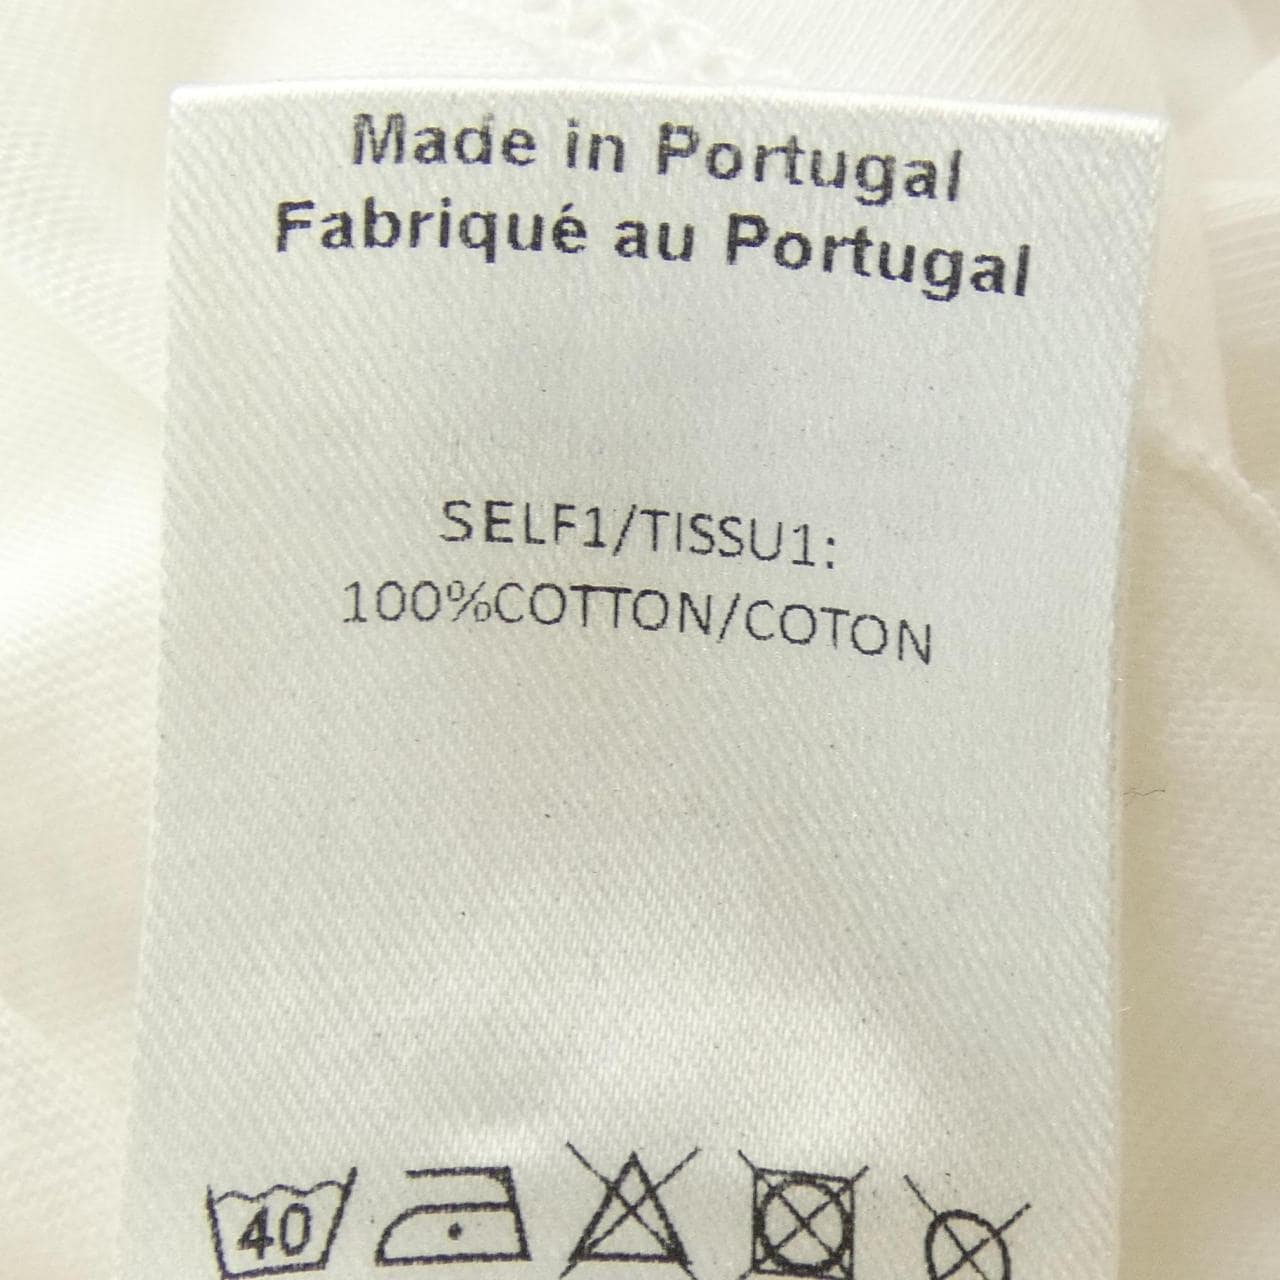 Made in Portugal
Fabriqué au Portugal
SELF1/TISSU1:
100%COTTON/COTON
40